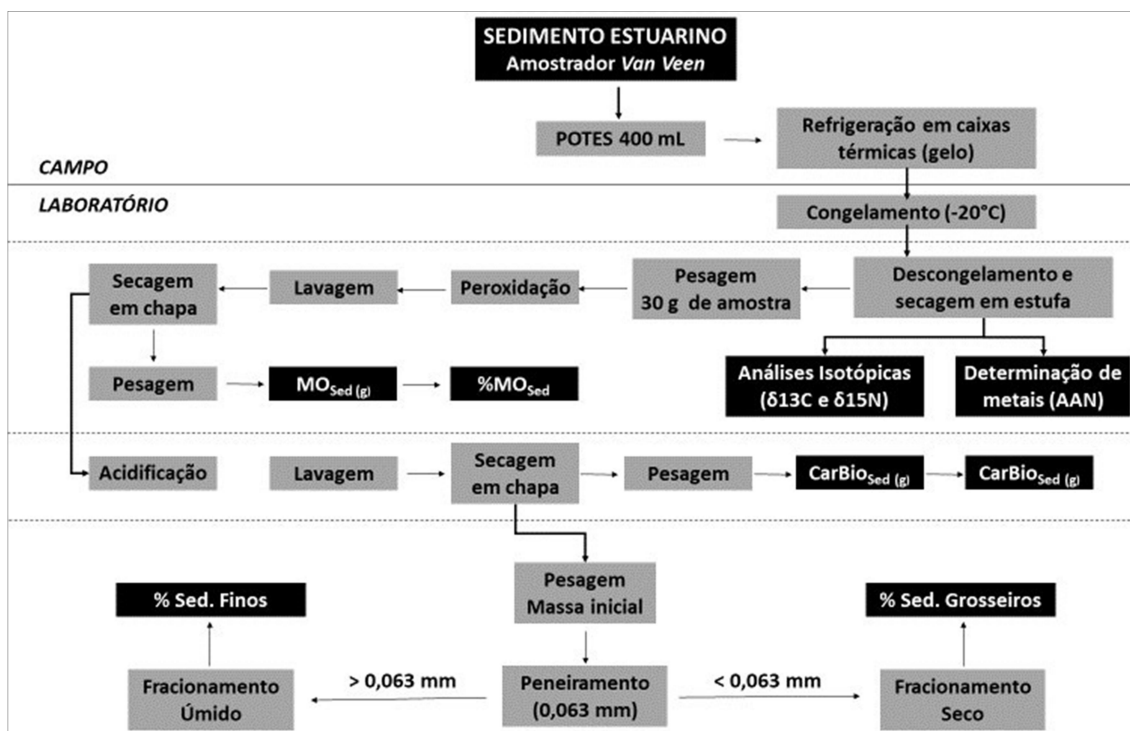 SEDIMENTO ESTUARINO
Amostrador Van Veen
POTES 400 mL
Refrigeração em caixas
térmicas (gelo)
CAMPO
LABORATÓRIO
Congelamento (-20°C)
Secagem
em chapa
Lavagem
Peroxidação
Pesagem
30 g de amostra
Descongelamento e
secagem em estufa
Pesagem
MOSed (g)
%MOSed
Análises Isotópicas
(δ13C e δ15N)
Determinação de
metais (AAN)
Acidificação
Lavagem
Secagem
em chapa
Pesagem
CarBioSed (g)
CarBioSed (g)
% Sed. Finos
Pesagem
Massa inicial
% Sed. Grosseiros
Fracionamento
Úmido
> 0,063 mm
Peneiramento
(0,063 mm)
< 0,063 mm
Fracionamento
Seco